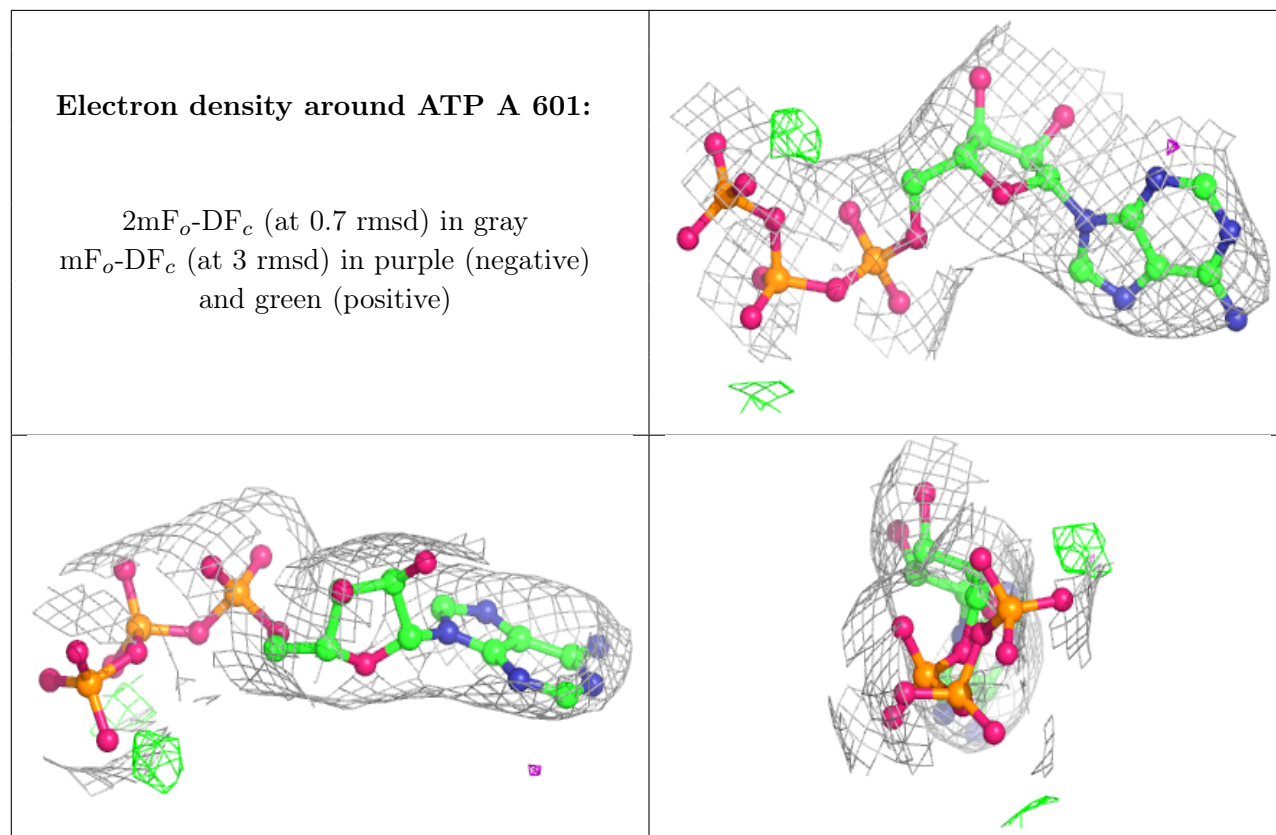 Electron density around ATP A 601:
2mFo-DFc (at 0.7 rmsd) in gray
mFo-DFc (at 3 rmsd) in purple (negative)
and green (positive)